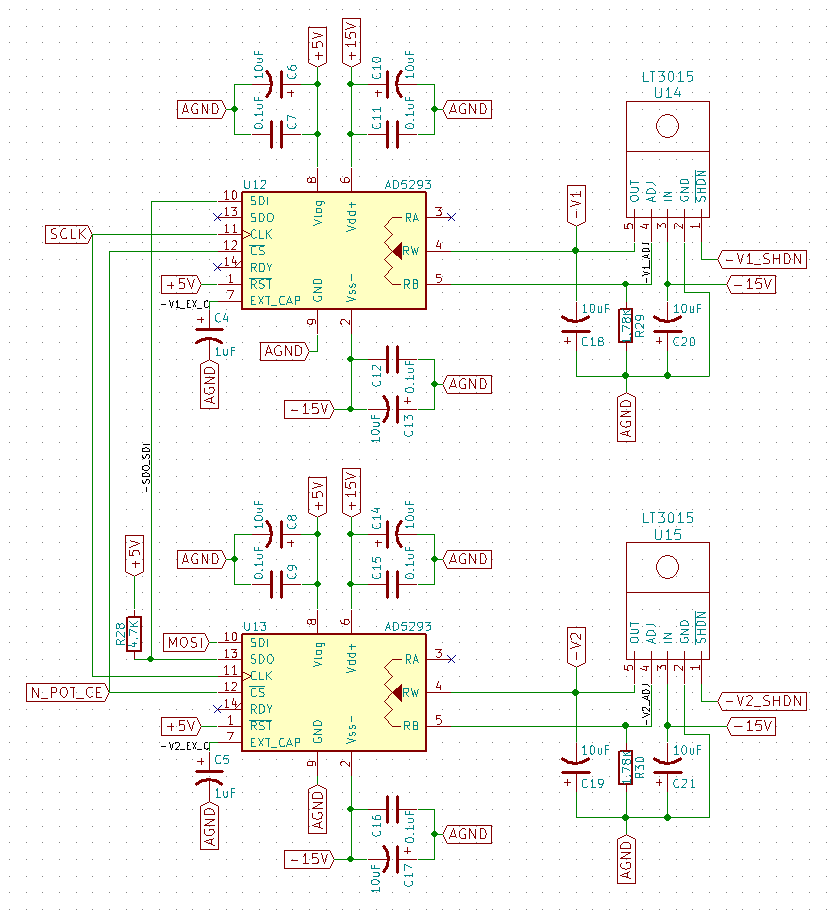 +5V
+15V
10uF
C6
0.1uF
C7
AGND
C10
10uF
C11
0.1uF
AGND
LT3015
U14
OUT
ADJ
IN
GND
SHDN
5
4
3
2
1
U12
AD5293
8
6
10 SDI
13 SDO
11 CLK
12 CS
14 RDY
1 RST
7 EXT_CAP
Vlog
Vdd+
GND
Vss-
RA 3
RW 4
RB 5
9
2
SCLK
+5V
-V1_EX_C
+
C4
1uF
AGND
AGND
-V1
-V1_ADJ
-V1_SHDN
-15V
10uF
+ C18
1.78K
R29
10uF
+ C20
AGND
C12
0.1uF
-15V
10uF
C13
+
AGND
-SDO_SDI
+5V
+15V
10uF
C8
0.1uF
C9
AGND
C14
10uF
C15
0.1uF
AGND
LT3015
U15
OUT
ADJ
IN
GND
SHDN
5
4
3
2
1
+5V
R28
4.7K
MOSI
N_POT_CE
U13
AD5293
8
6
10 SDI
13 SDO
11 CLK
12 CS
14 RDY
1 RST
7 EXT_CAP
Vlog
Vdd+
GND
Vss-
RA 3
RW 4
RB 5
9
2
+5V
-V2_EX_C
+
C5
1uF
AGND
AGND
-V2
-V2_ADJ
-V2_SHDN
-15V
10uF
+ C19
1.78K
R30
10uF
+ C21
AGND
C16
0.1uF
-15V
10uF
C17
+
AGND